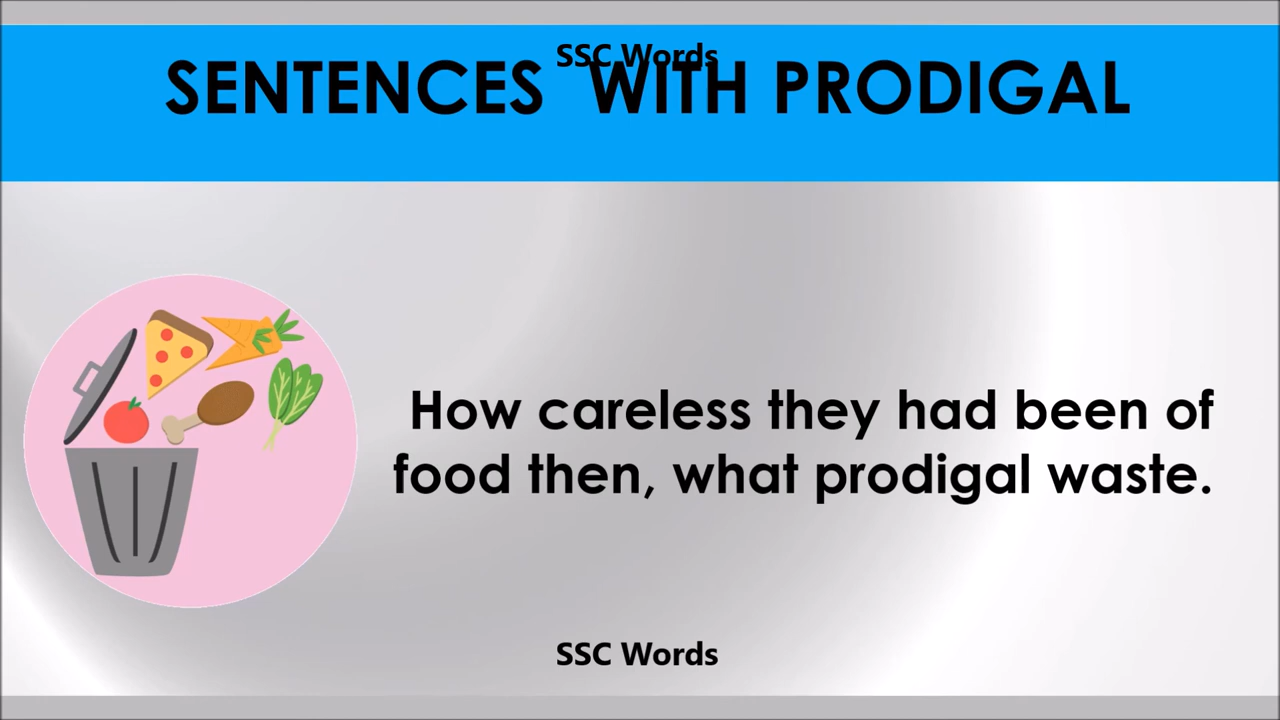 SSC Words
SENTENCES WITH PRODIGAL
How careless they had been of
food then, what prodigal waste.
SSC Words